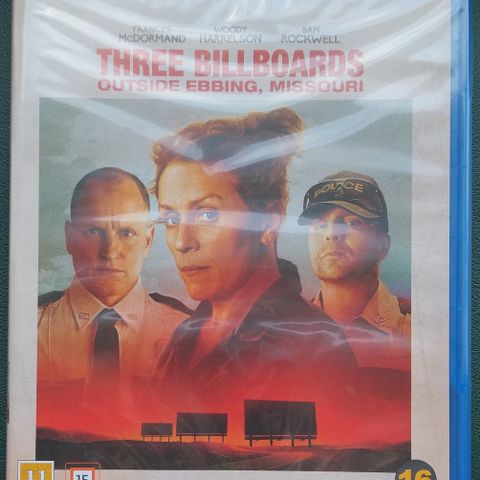 FRANCES WOODY SAM
McDORMAND HARRELSON ROCKWELL
THREE BILLBOARDS
OUTSIDE EBBING, MISSOURI
POLICE
11 15 16